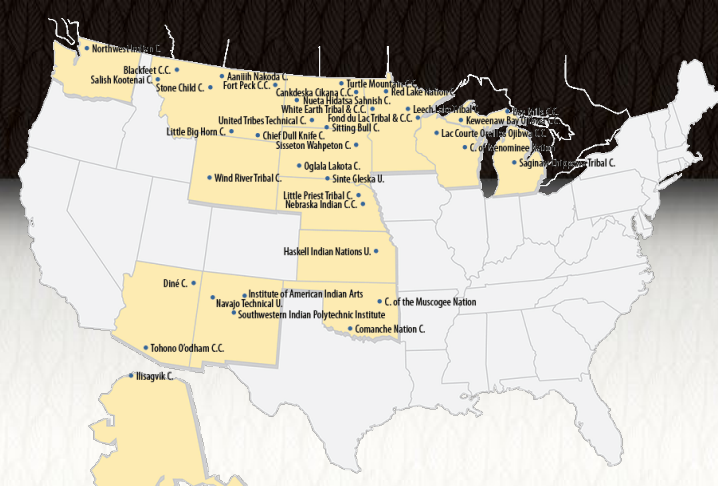 Northwest Indian C.
Blackfeet C.C.
Salish Kootenai C.
Stone Child C.
Aaniiih Nakoda C.
Fort Peck C.C.
Turtle Mountain C.C.
Cankdeska Cikana C.C.
Red Lake Nation C.
Nueta Hidatsa Sahnish C.
White Earth Tribal & C.C.
Leech Lake Tribal C.
Bay Mills C.C.
United Tribes Technical C.
Fond du Lac Tribal & C.C.
Keweenaw Bay Ojibwa C.C.
Little Big Horn C.
Chief Dull Knife C.
Sitting Bull C.
Lac Courte Oreilles Ojibwa C.C.
Sisseton Wahpeton C.
C. of Menominee Nation
Oglala Lakota C.
Saginaw Chippewa Tribal C.
Wind River Tribal C.
Sinte Gleska U.
Little Priest Tribal C.
Nebraska Indian C.C.
Haskell Indian Nations U.
Diné C.
Institute of American Indian Arts
Navajo Technical U.
C. of the Muscogee Nation
Southwestern Indian Polytechnic Institute
Comanche Nation C.
Tohono O'odham C.C.
Ilisagvik C.